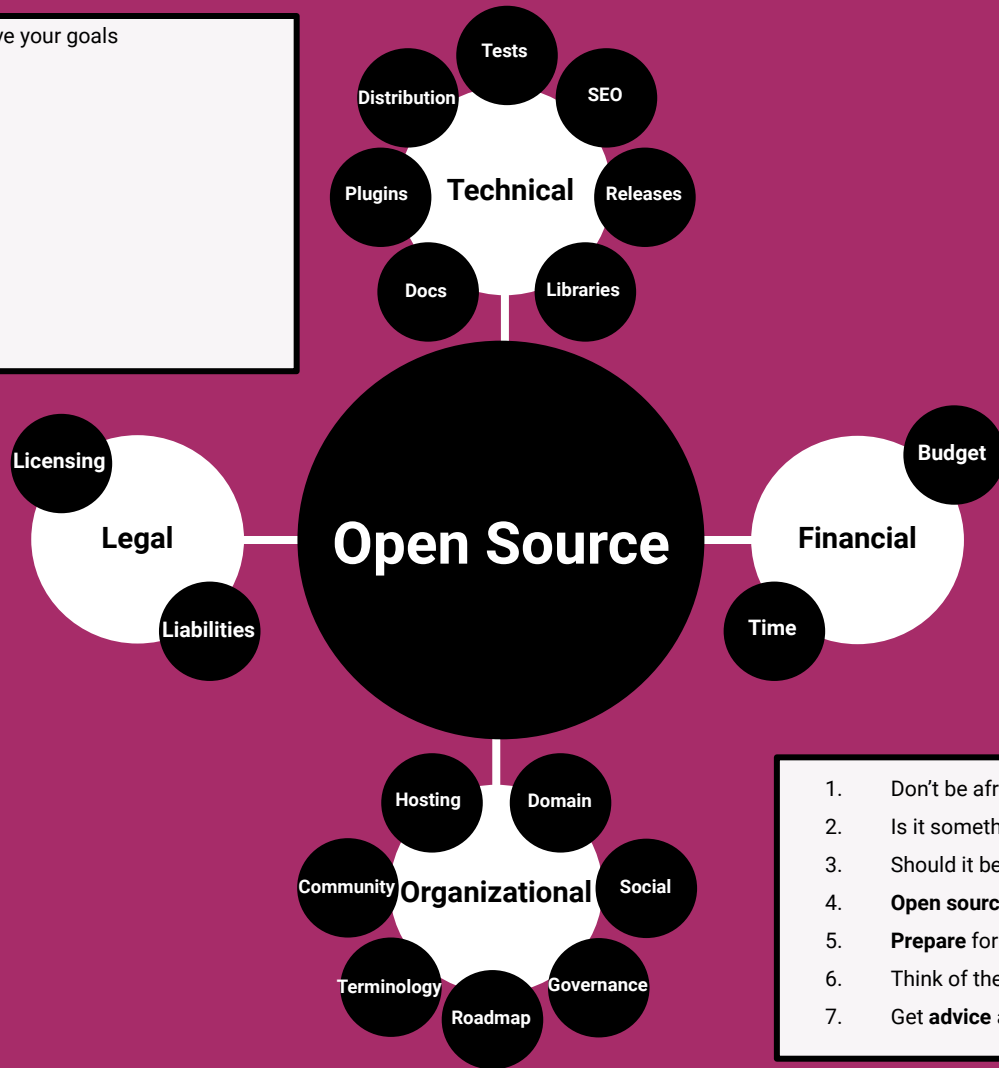 ve your goals
Tests
Distribution
SEO
Plugins
Technical
Releases
Docs
Libraries
Licensing
Legal
Liabilities
Open Source
Budget
Financial
Time
Hosting
Domain
Community
Organizational
Social
Terminology
Governance
Roadmap
1. Don’t be afr
2. Is it someth
3. Should it be
4. Open sourc
5. Prepare for
6. Think of the
7. Get advice a